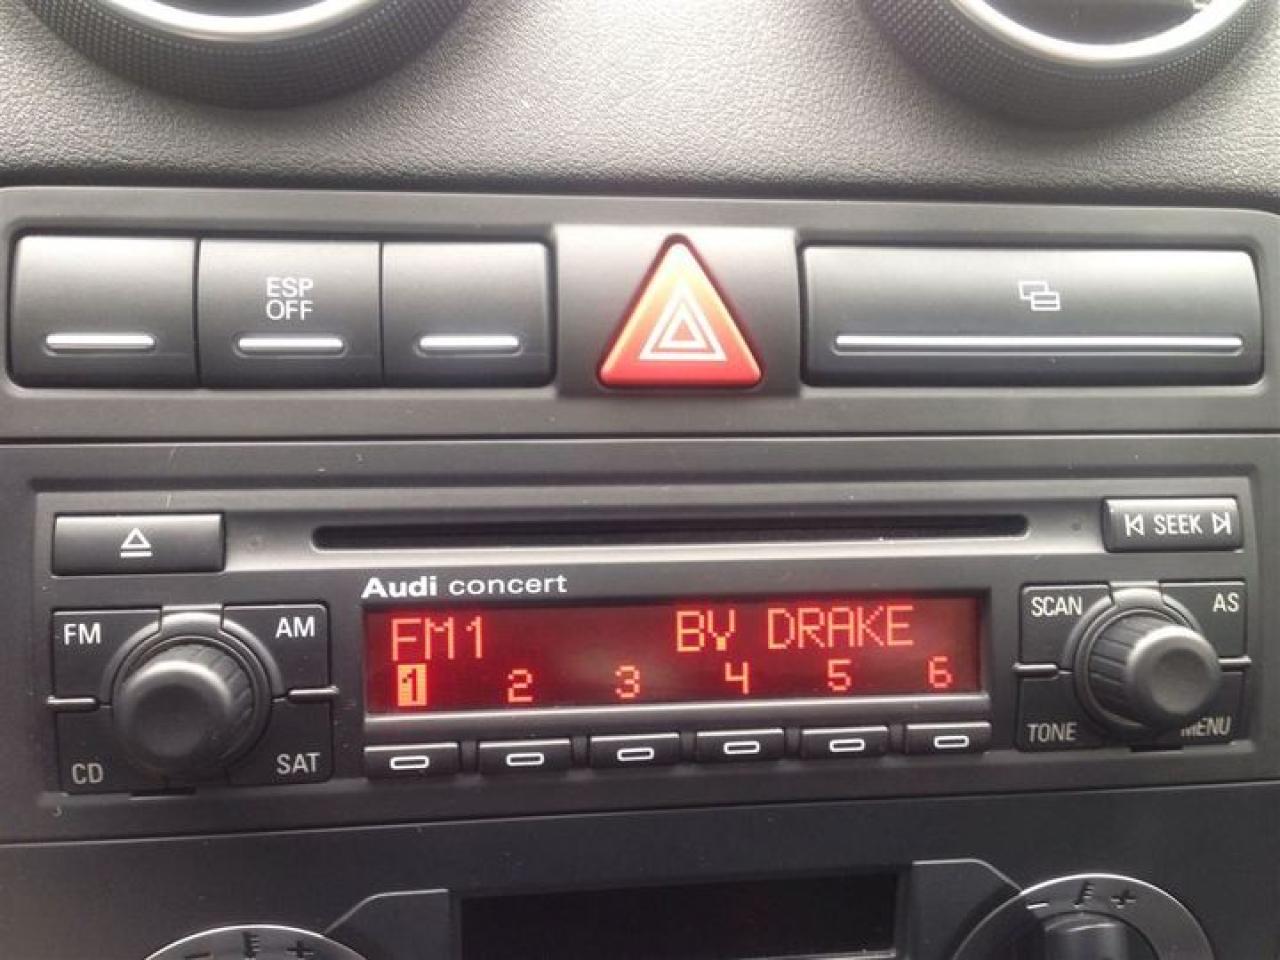 ESP
OFF
SEEK
Audi concert
FM
AM
FM1 BY DRAKE
1 2 3 4 5 6
SCAN
AS
CD
SAT
TONE
MENU
- +
- +